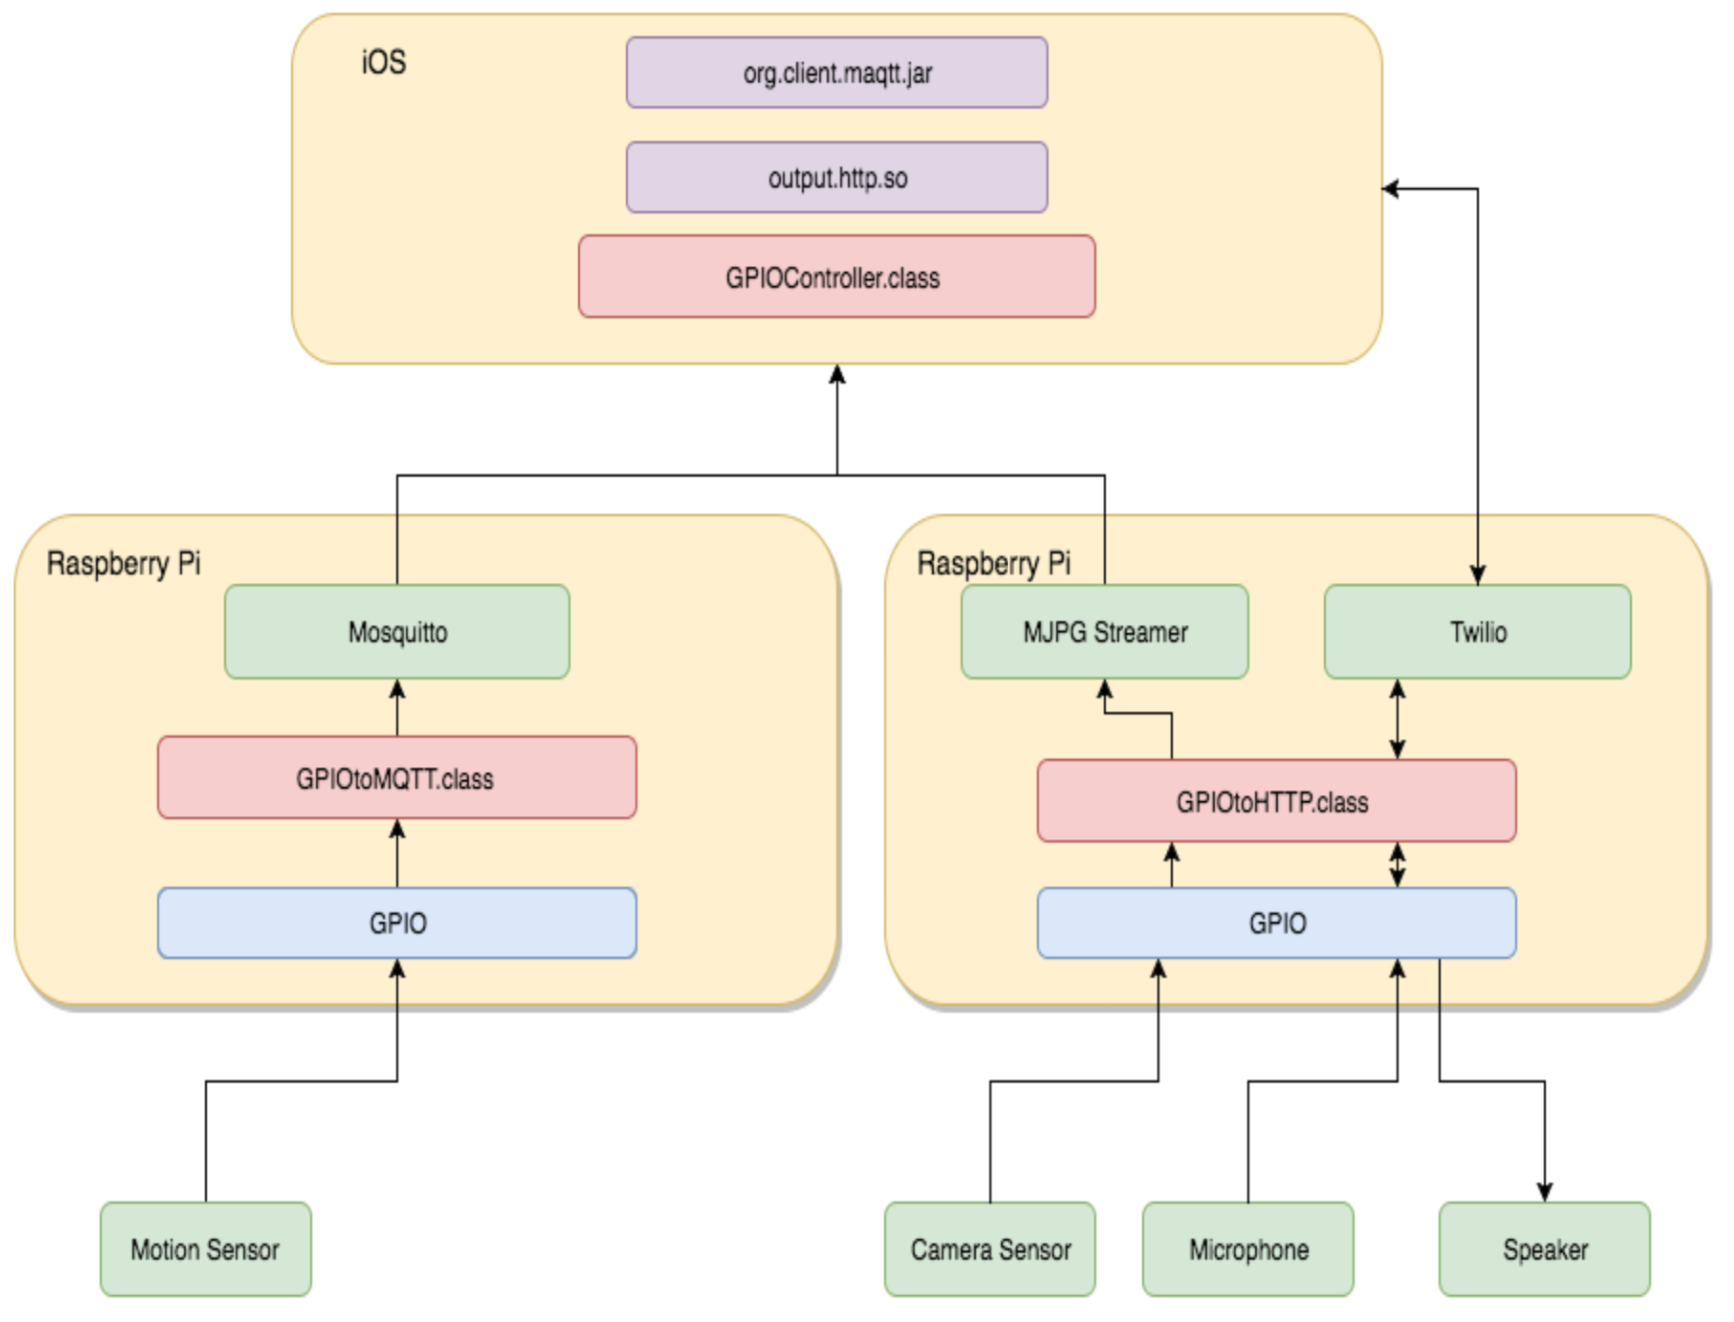 iOS
org.client.maqtt.jar
output.http.so
GPIOController.class
Raspberry Pi
Mosquitto
GPIOtoMQTT.class
GPIO
Motion Sensor
Raspberry Pi
MJPG Streamer
Twilio
GPIOtoHTTP.class
GPIO
Camera Sensor
Microphone
Speaker